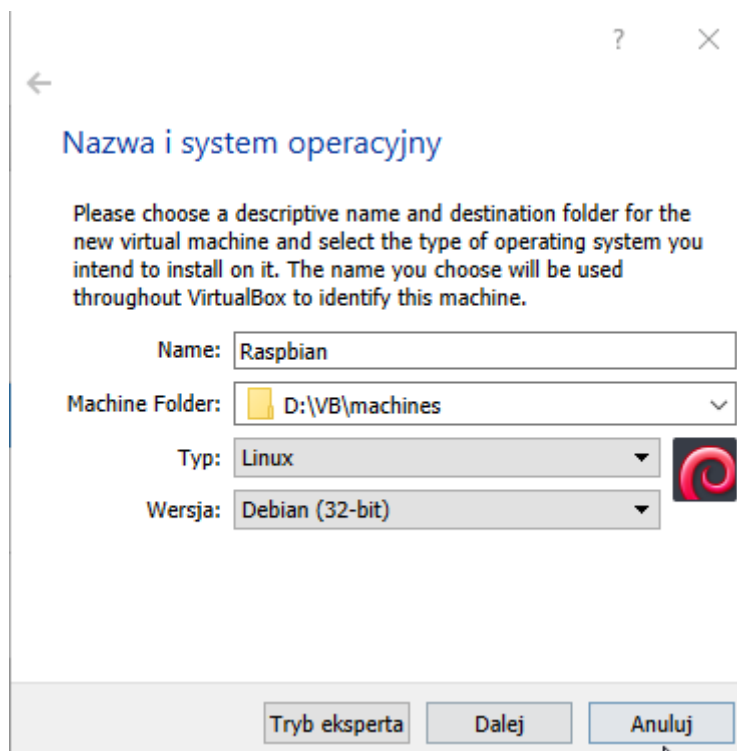 Nazwa i system operacyjny
Please choose a descriptive name and destination folder for the
new virtual machine and select the type of operating system you
intend to install on it. The name you choose will be used
throughout VirtualBox to identify this machine.
Name: Raspbian
Machine Folder: D:\VB\machines
Typ: Linux
Wersja: Debian (32-bit)
Tryb eksperta Dalej Anuluj